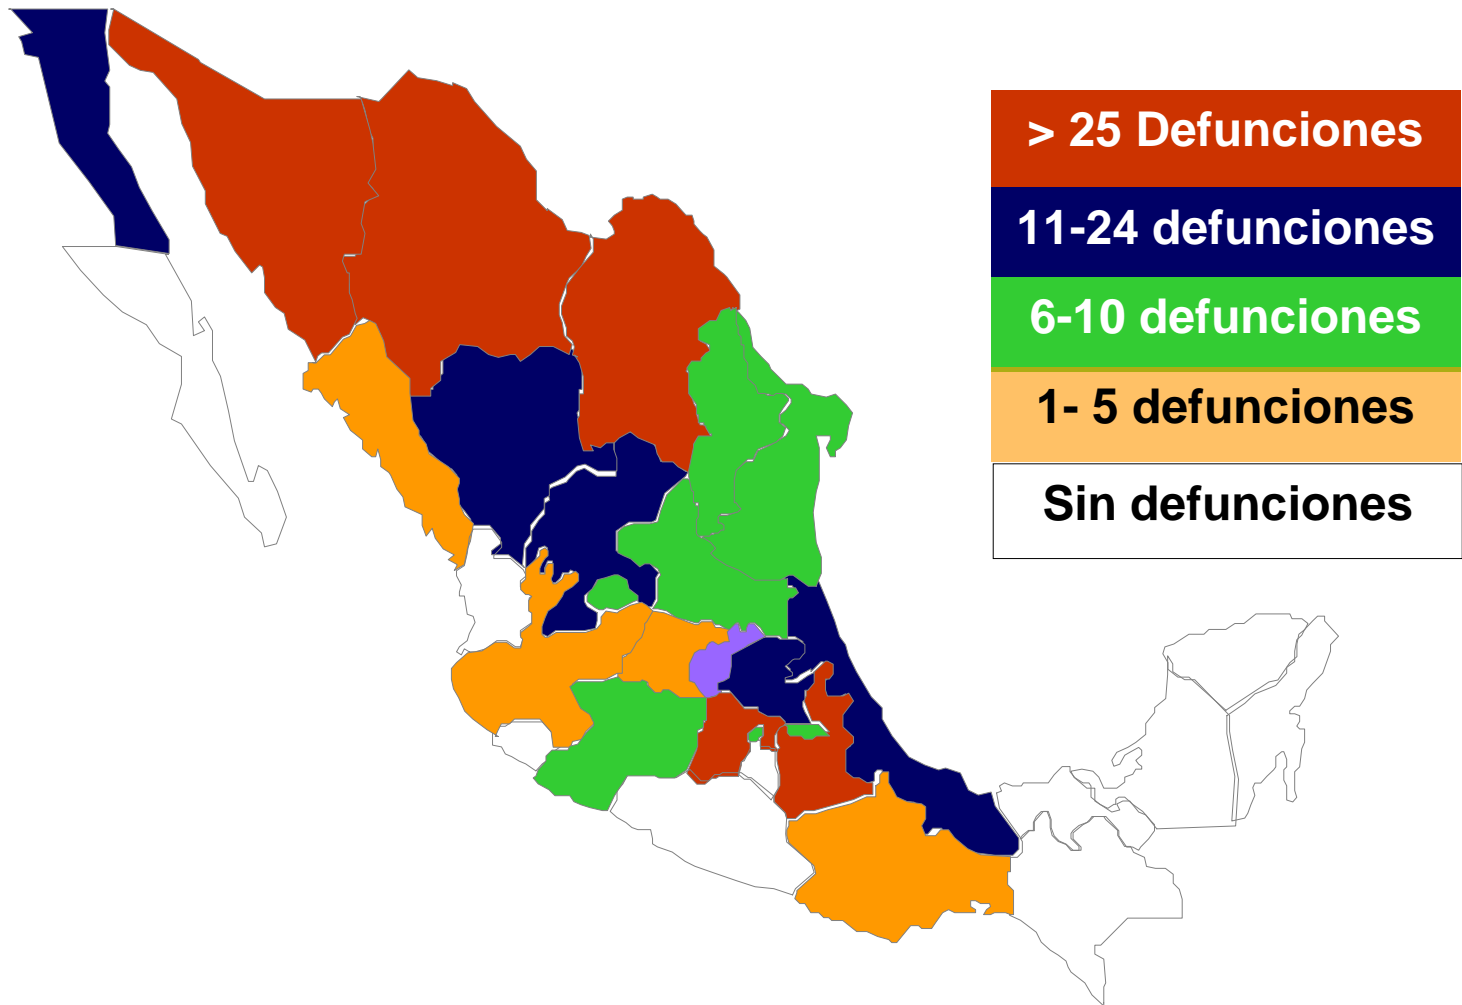 > 25 Defunciones
11-24 defunciones
6-10 defunciones
1- 5 defunciones
Sin defunciones